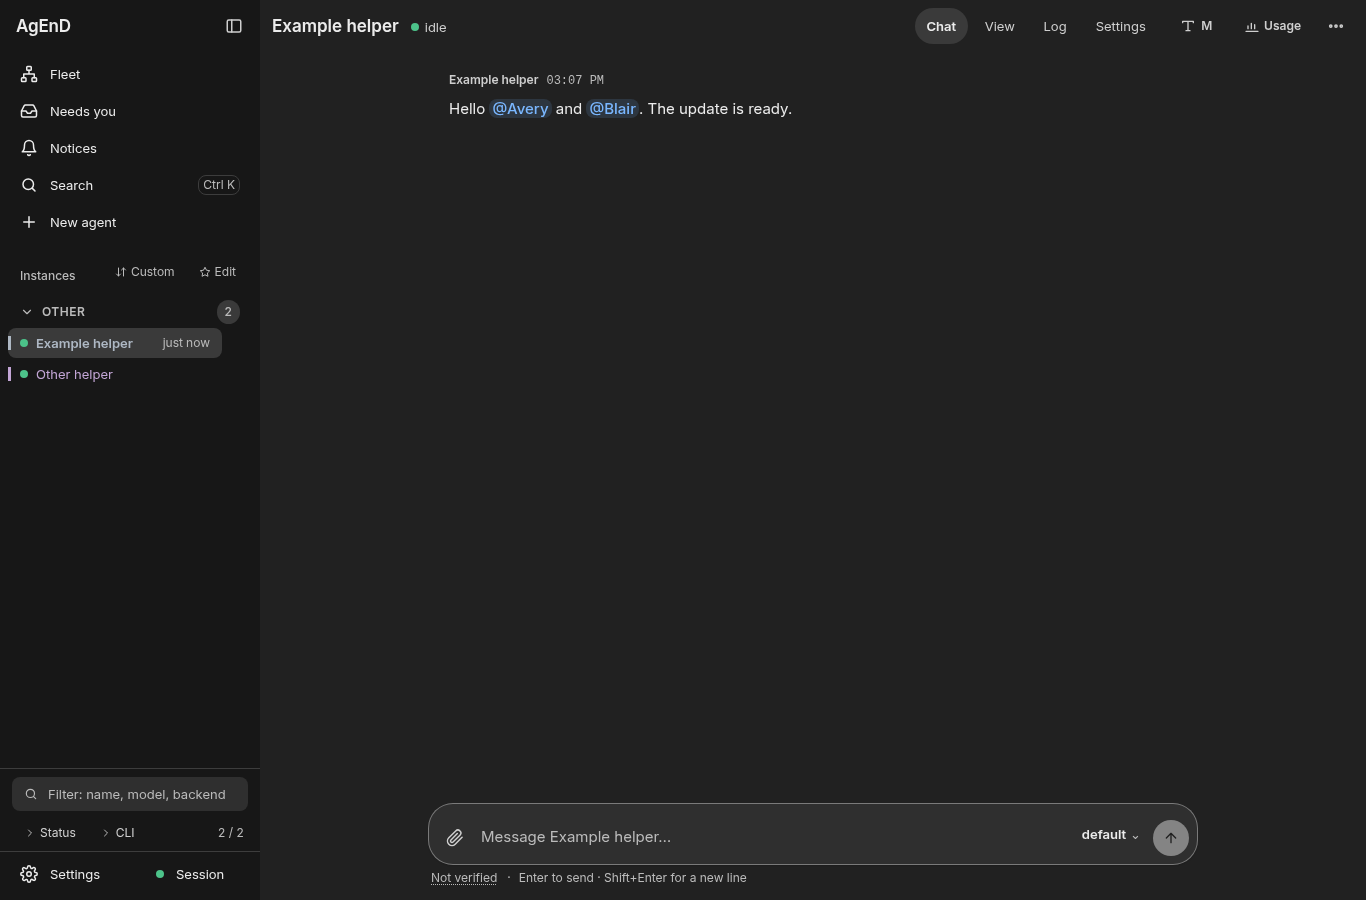 AgEnD
Fleet
Needs you
Notices
Search Ctrl K
New agent
Instances Custom Edit
OTHER 2
Example helper just now
Other helper
Filter: name, model, backend
Status CLI 2 / 2
Settings Session
Example helper idle Chat View Log Settings M Usage •••
Example helper 03:07 PM
Hello @Avery and @Blair. The update is ready.
Message Example helper... default
Not verified · Enter to send · Shift+Enter for a new line